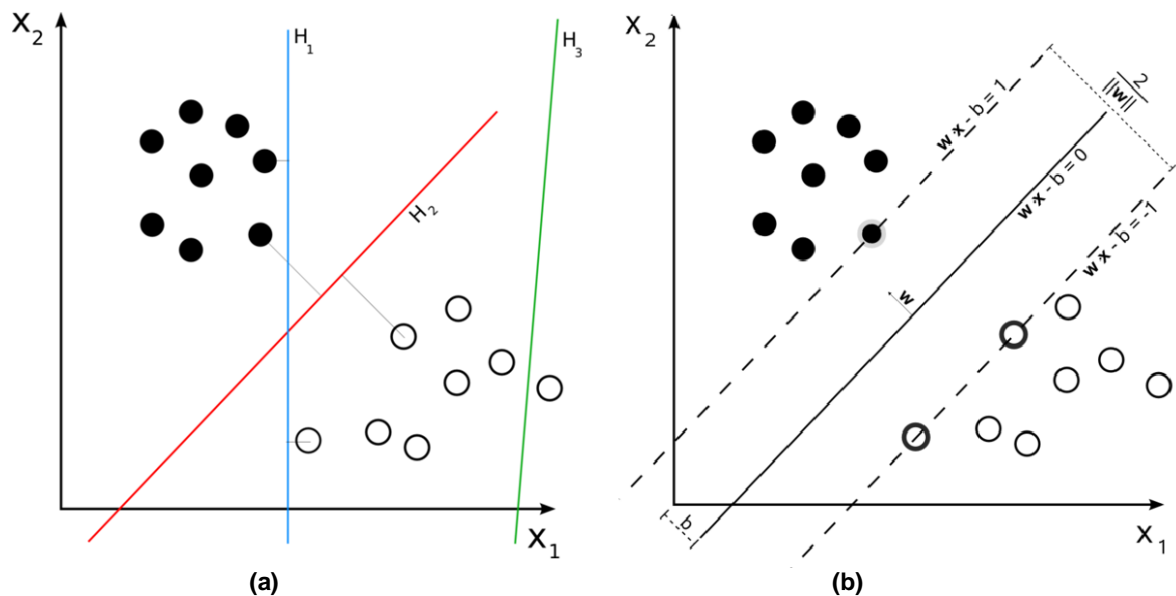 X2
H1
H3
H2
X1
(a)
X2
w x - b = 1
2
||w||
w x - b = 0
w x - b = -1
w
b
X1
(b)